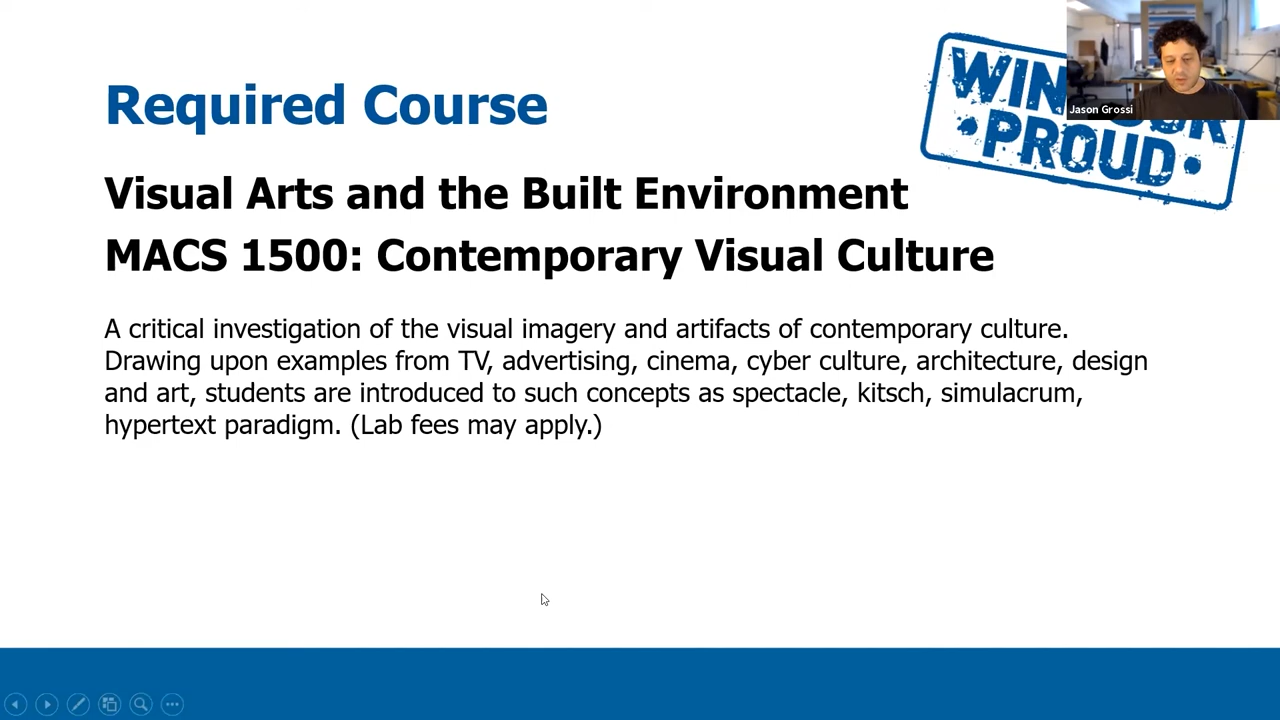 Required Course
Visual Arts and the Built Environment
MACS 1500: Contemporary Visual Culture
A critical investigation of the visual imagery and artifacts of contemporary culture.
Drawing upon examples from TV, advertising, cinema, cyber culture, architecture, design
and art, students are introduced to such concepts as spectacle, kitsch, simulacrum,
hypertext paradigm. (Lab fees may apply.)
PROUD
Jason Grossi